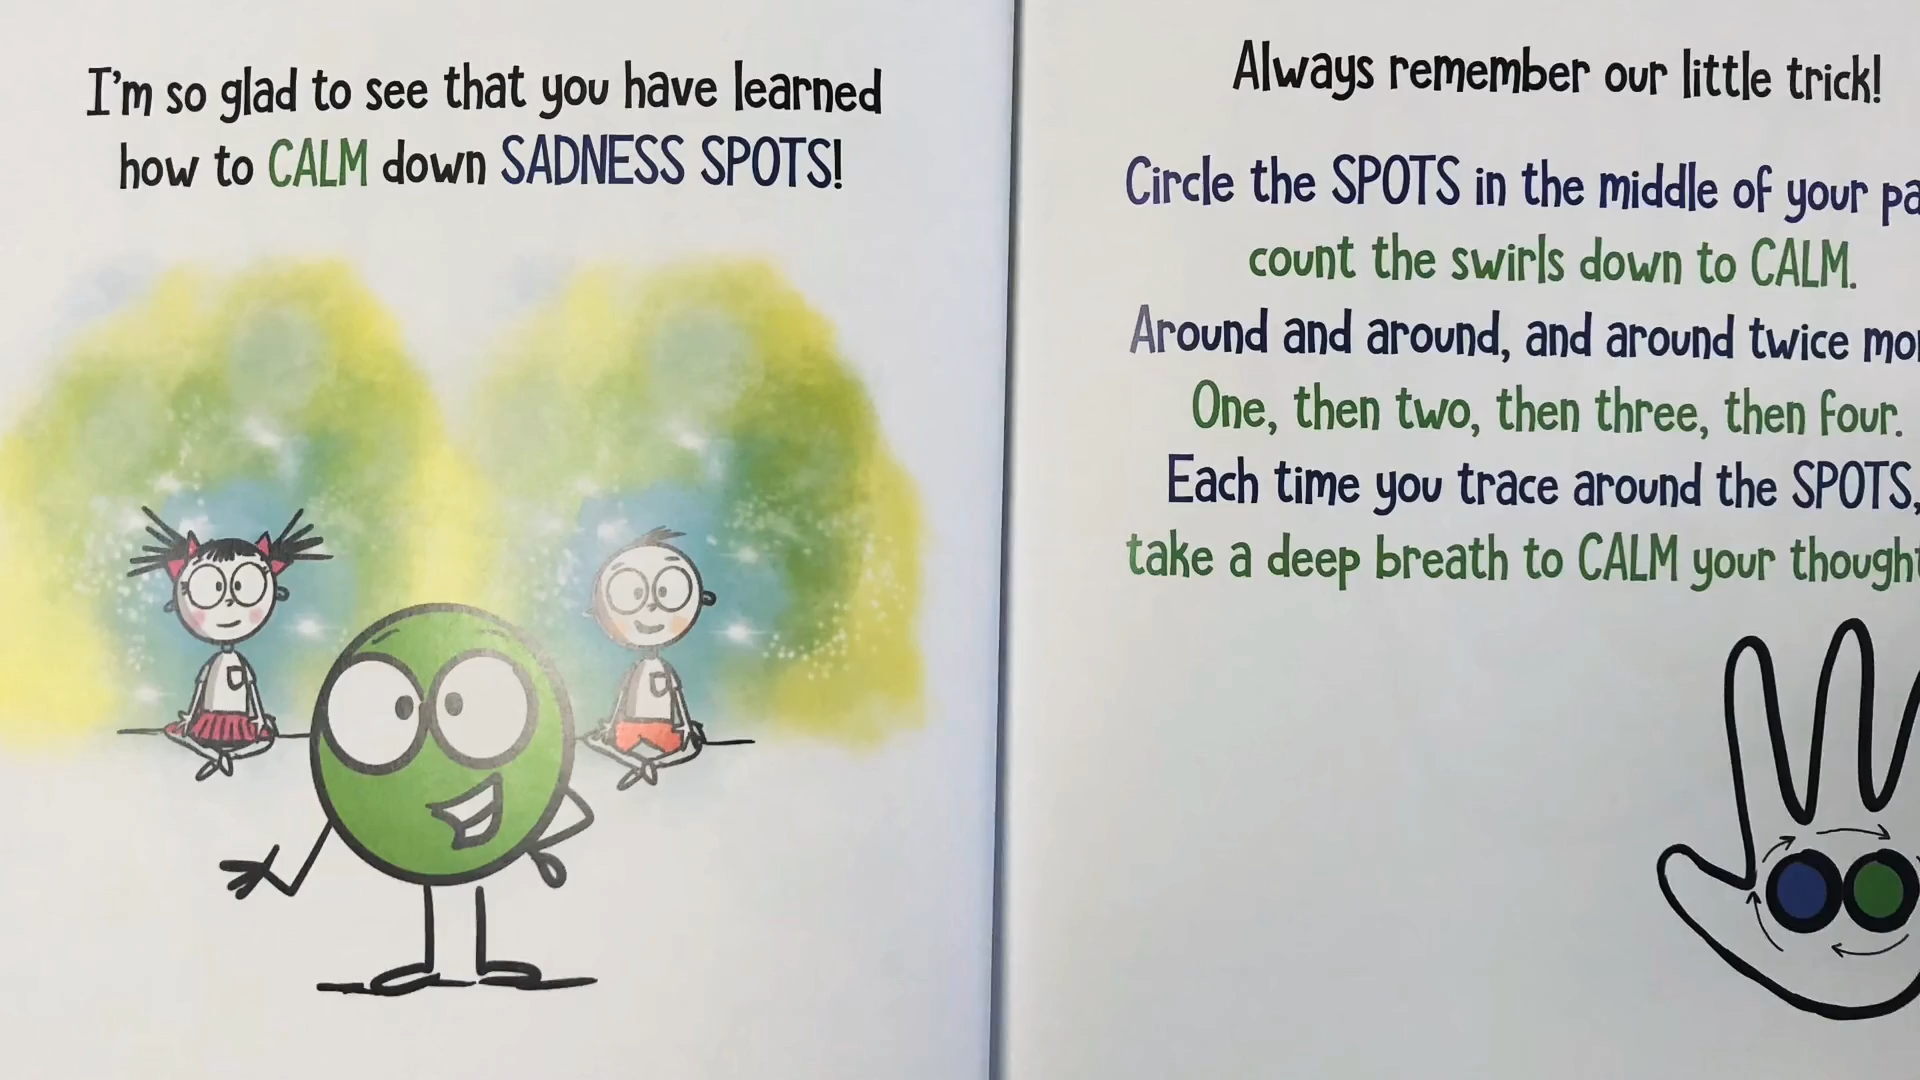 I'm so glad to see that you have learned
how to CALM down SADNESS SPOTS!
Always remember our little trick!
Circle the SPOTS in the middle of your
count the swirls down to CALM.
Around and around, and around twice
One, then two, then three, then four.
Each time you trace around the SPOTS,
take a deep breath to CALM your